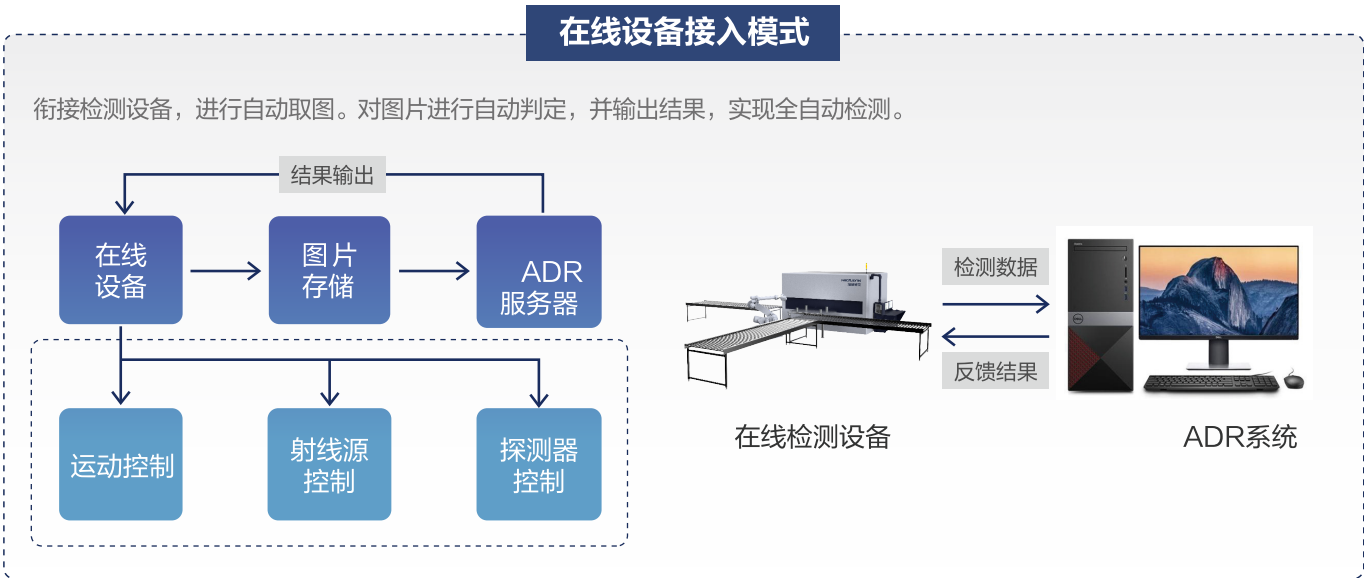 在线设备接入模式
衔接检测设备，进行自动取图。对图片进行自动判定，并输出结果，实现全自动检测。
结果输出
在线
设备
图片
存储
ADR
服务器
运动控制
射线源
控制
探测器
控制
检测数据
反馈结果
在线检测设备
ADR系统